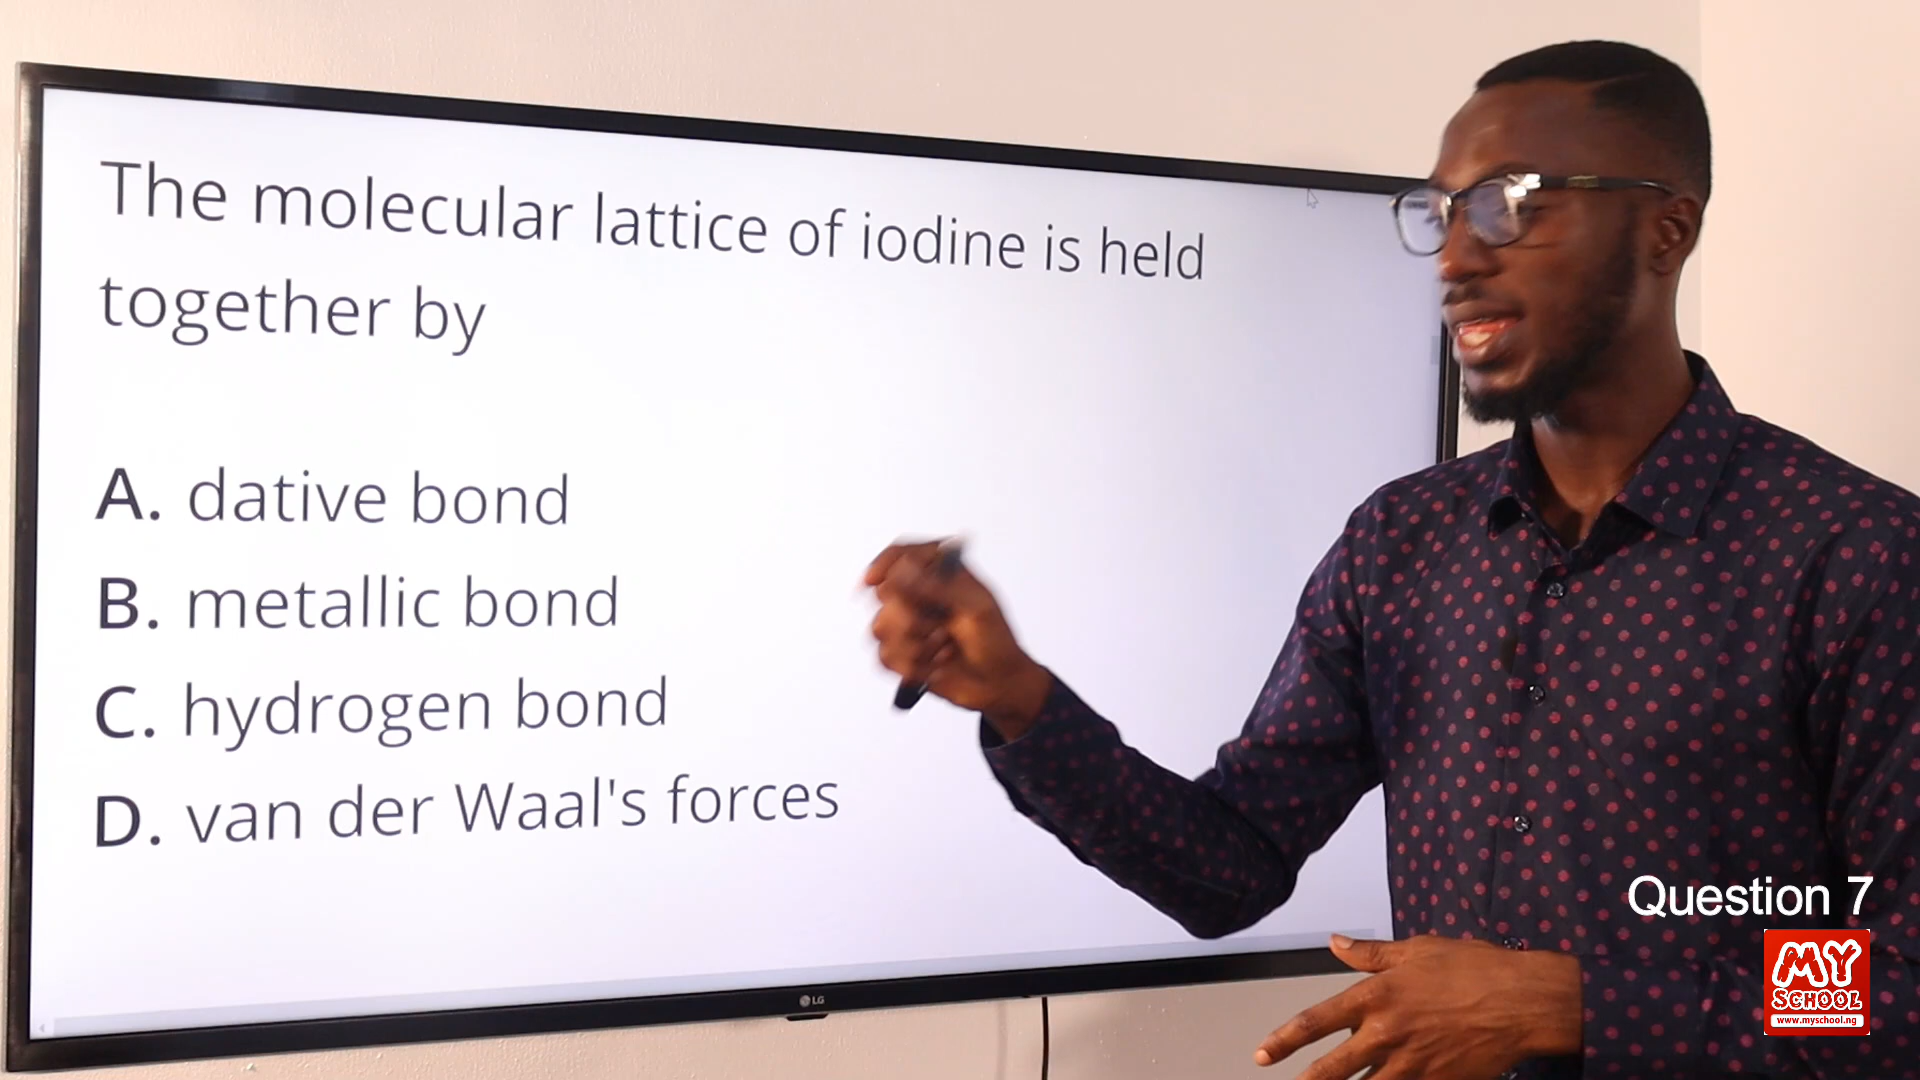 The molecular lattice of iodine is held
together by
A. dative bond
B. metallic bond
C. hydrogen bond
D. van der Waal's forces
LG
Question 7
MY
SCHOOL
www.myschool.ng